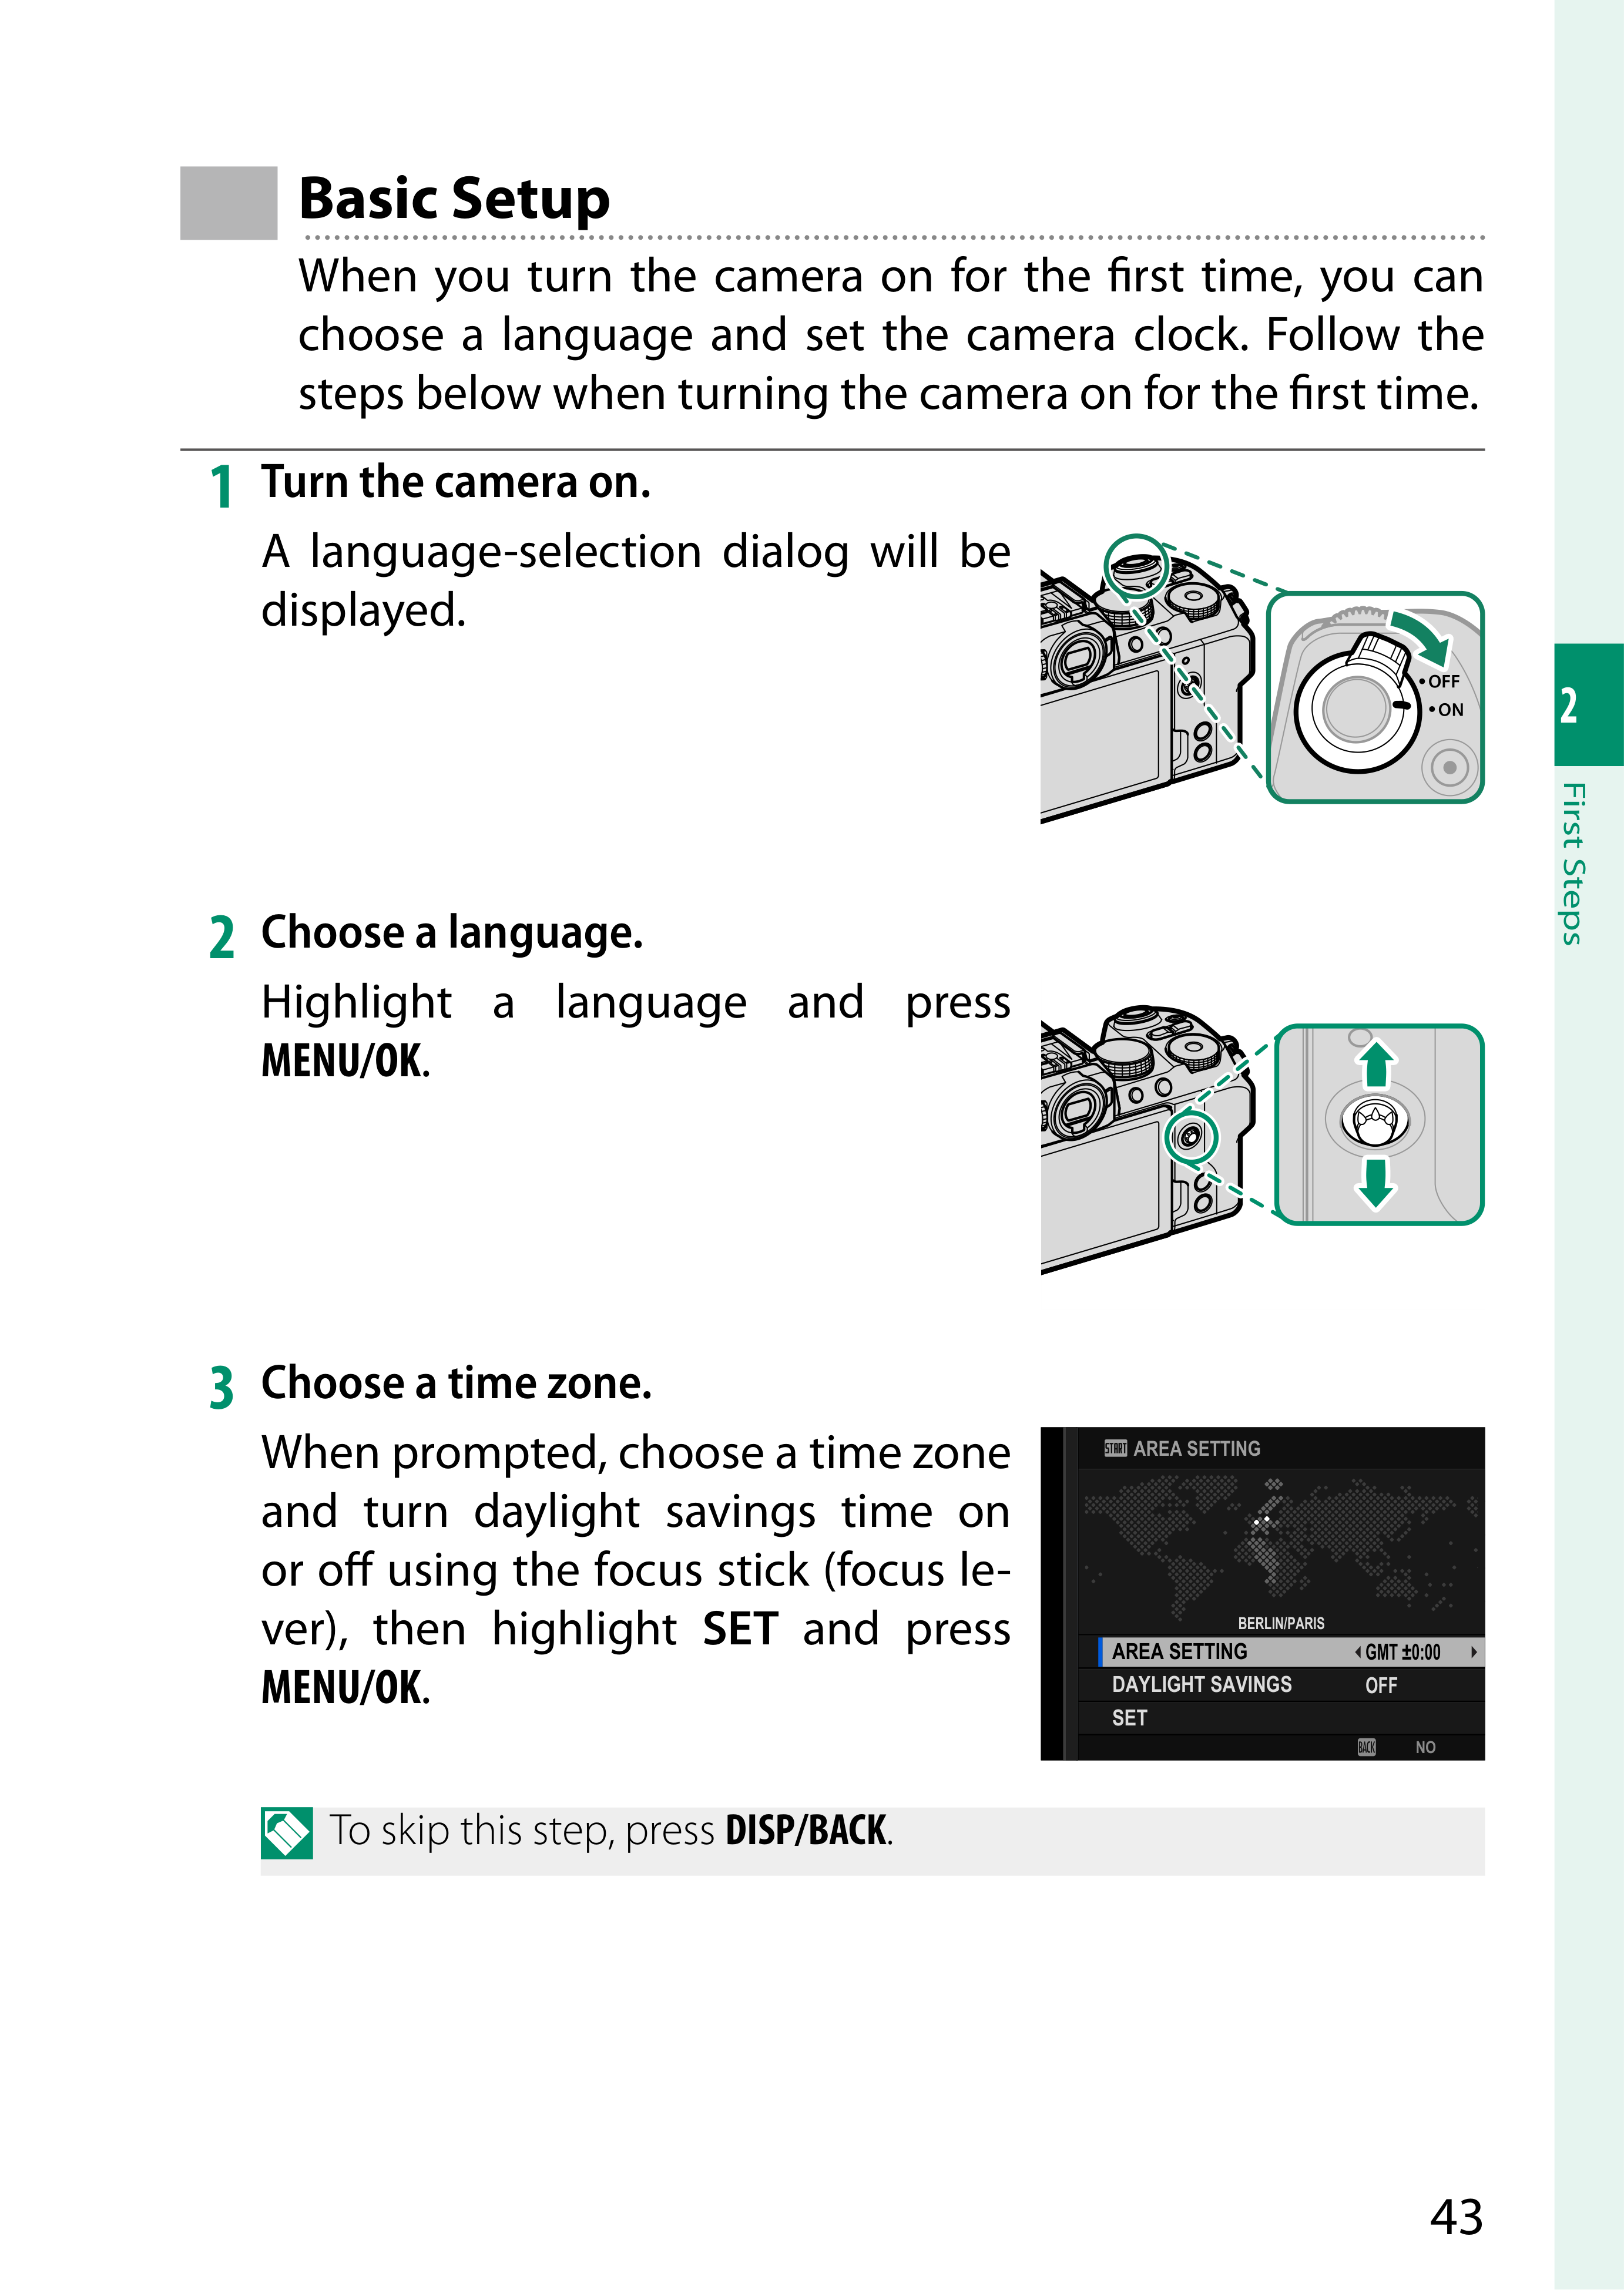 Basic Setup
When you turn the camera on for the first time, you can
choose a language and set the camera clock. Follow the
steps below when turning the camera on for the first time.
1 Turn the camera on.
A language-selection dialog will be
displayed.
• OFF
• ON
2 Choose a language.
Highlight a language and press
MENU/OK.
3 Choose a time zone.
When prompted, choose a time zone
and turn daylight savings time on
or off using the focus stick (focus le-
ver), then highlight SET and press
MENU/OK.
START AREA SETTING
BERLIN/PARIS
AREA SETTING GMT ±0:00
DAYLIGHT SAVINGS OFF
SET
BACK NO
To skip this step, press DISP/BACK.
2
First Steps
43